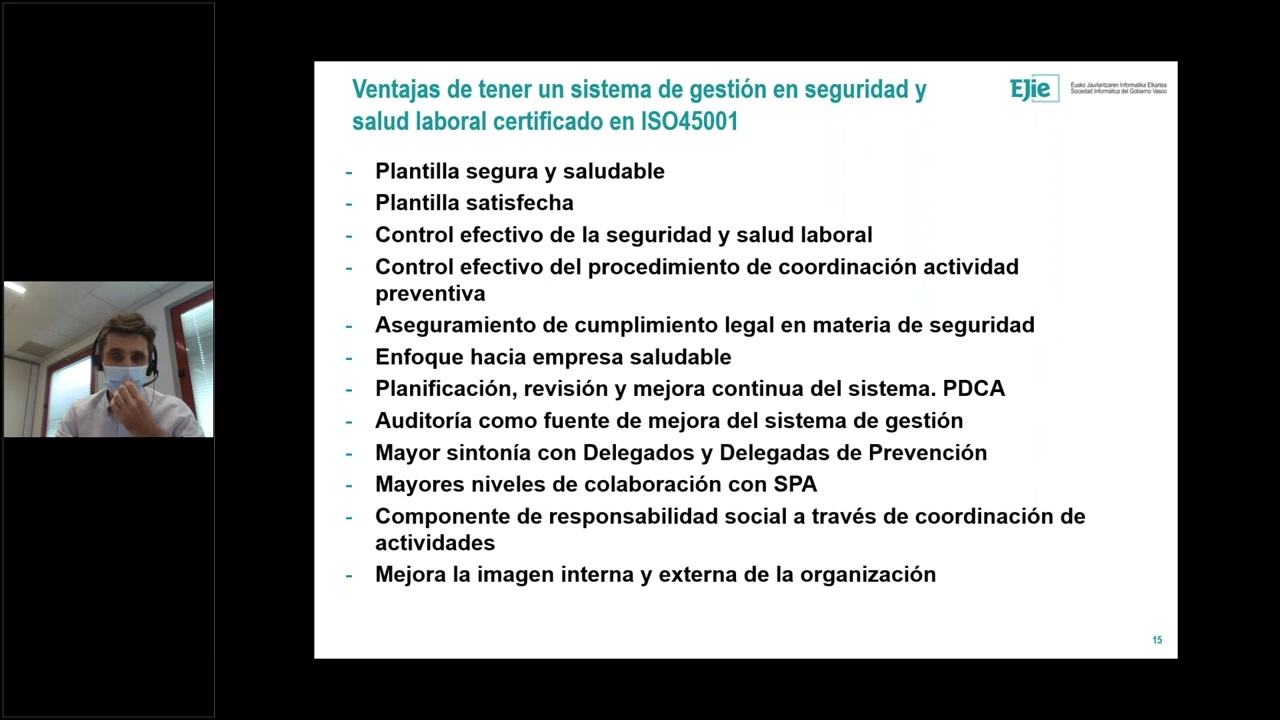 Ventajas de tener un sistema de gestión en seguridad y
salud laboral certificado en ISO45001
EJie
Eusko Jaurlaritzaren Informatika Elkartea
Sociedad Informática del Gobierno Vasco
- Plantilla segura y saludable
- Plantilla satisfecha
- Control efectivo de la seguridad y salud laboral
- Control efectivo del procedimiento de coordinación actividad
preventiva
- Aseguramiento de cumplimiento legal en materia de seguridad
- Enfoque hacia empresa saludable
- Planificación, revisión y mejora continua del sistema. PDCA
- Auditoría como fuente de mejora del sistema de gestión
- Mayor sintonía con Delegados y Delegadas de Prevención
- Mayores niveles de colaboración con SPA
- Componente de responsabilidad social a través de coordinación de
actividades
- Mejora la imagen interna y externa de la organización
15